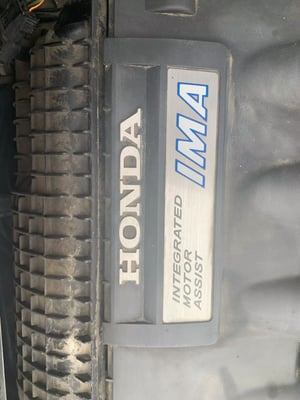 HONDA
IMA
INTEGRATED
MOTOR
ASSIST